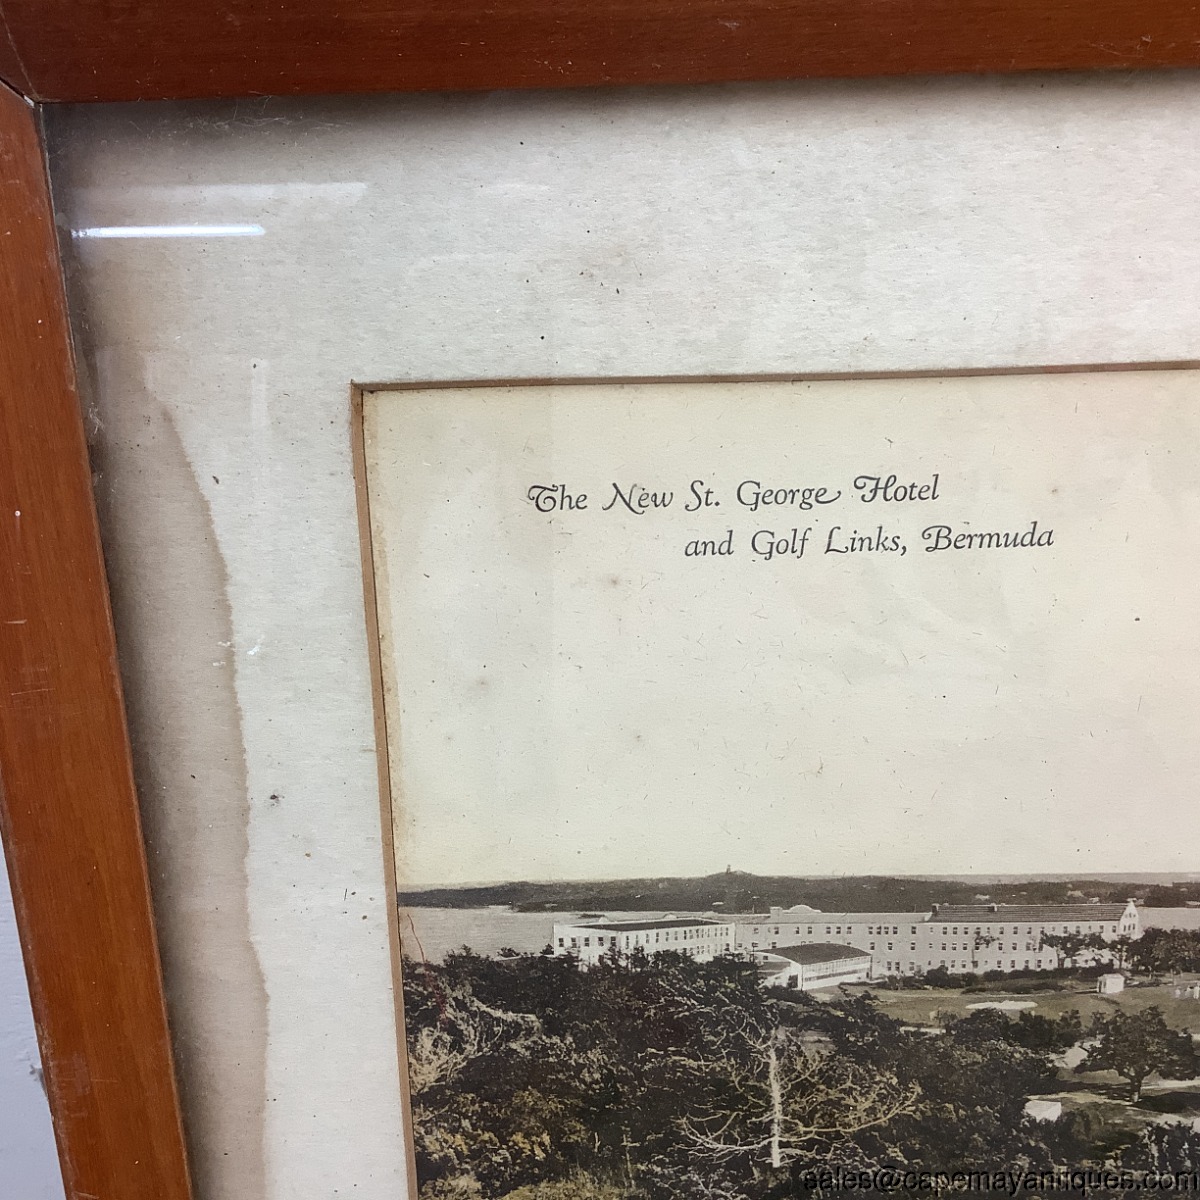 The New St. George Hotel
and Golf Links, Bermuda
sales@capemayantiques.com